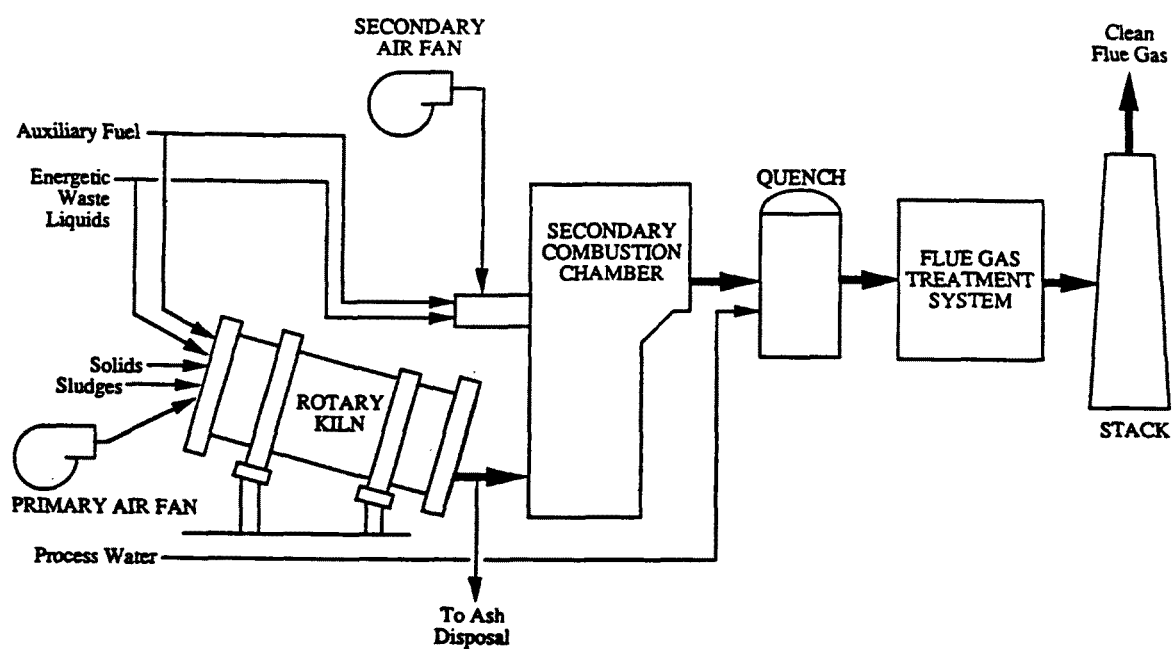 SECONDARY
AIR FAN
Clean
Flue Gas
Auxiliary Fuel
Energetic
Waste
Liquids
QUENCH
SECONDARY
COMBUSTION
CHAMBER
FLUE GAS
TREATMENT
SYSTEM
Solids
Sludges
ROTARY
KILN
STACK
PRIMARY AIR FAN
Process Water
To Ash
Disposal